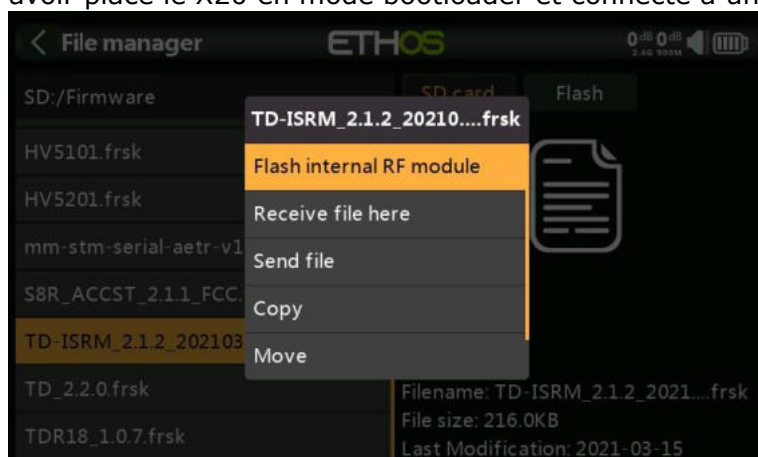 avoir placé le X20 en mode bootloader et connecté à un
File manager
ETHOS
0dB 0dB
2.4G 900M
SD:/Firmware
SD card
Flash
HV5101.frsk
HV5201.frsk
mm-stm-serial-aetr-v1
S8R_ACCST_2.1.1_FCC.
TD-ISRM_2.1.2_202103
TD_2.2.0.frsk
TDR18_1.0.7.frsk
TD-ISRM_2.1.2_20210....frsk
Flash internal RF module
Receive file here
Send file
Copy
Move
Filename: TD-ISRM_2.1.2_2021....frsk
File size: 216.0KB
Last Modification: 2021-03-15